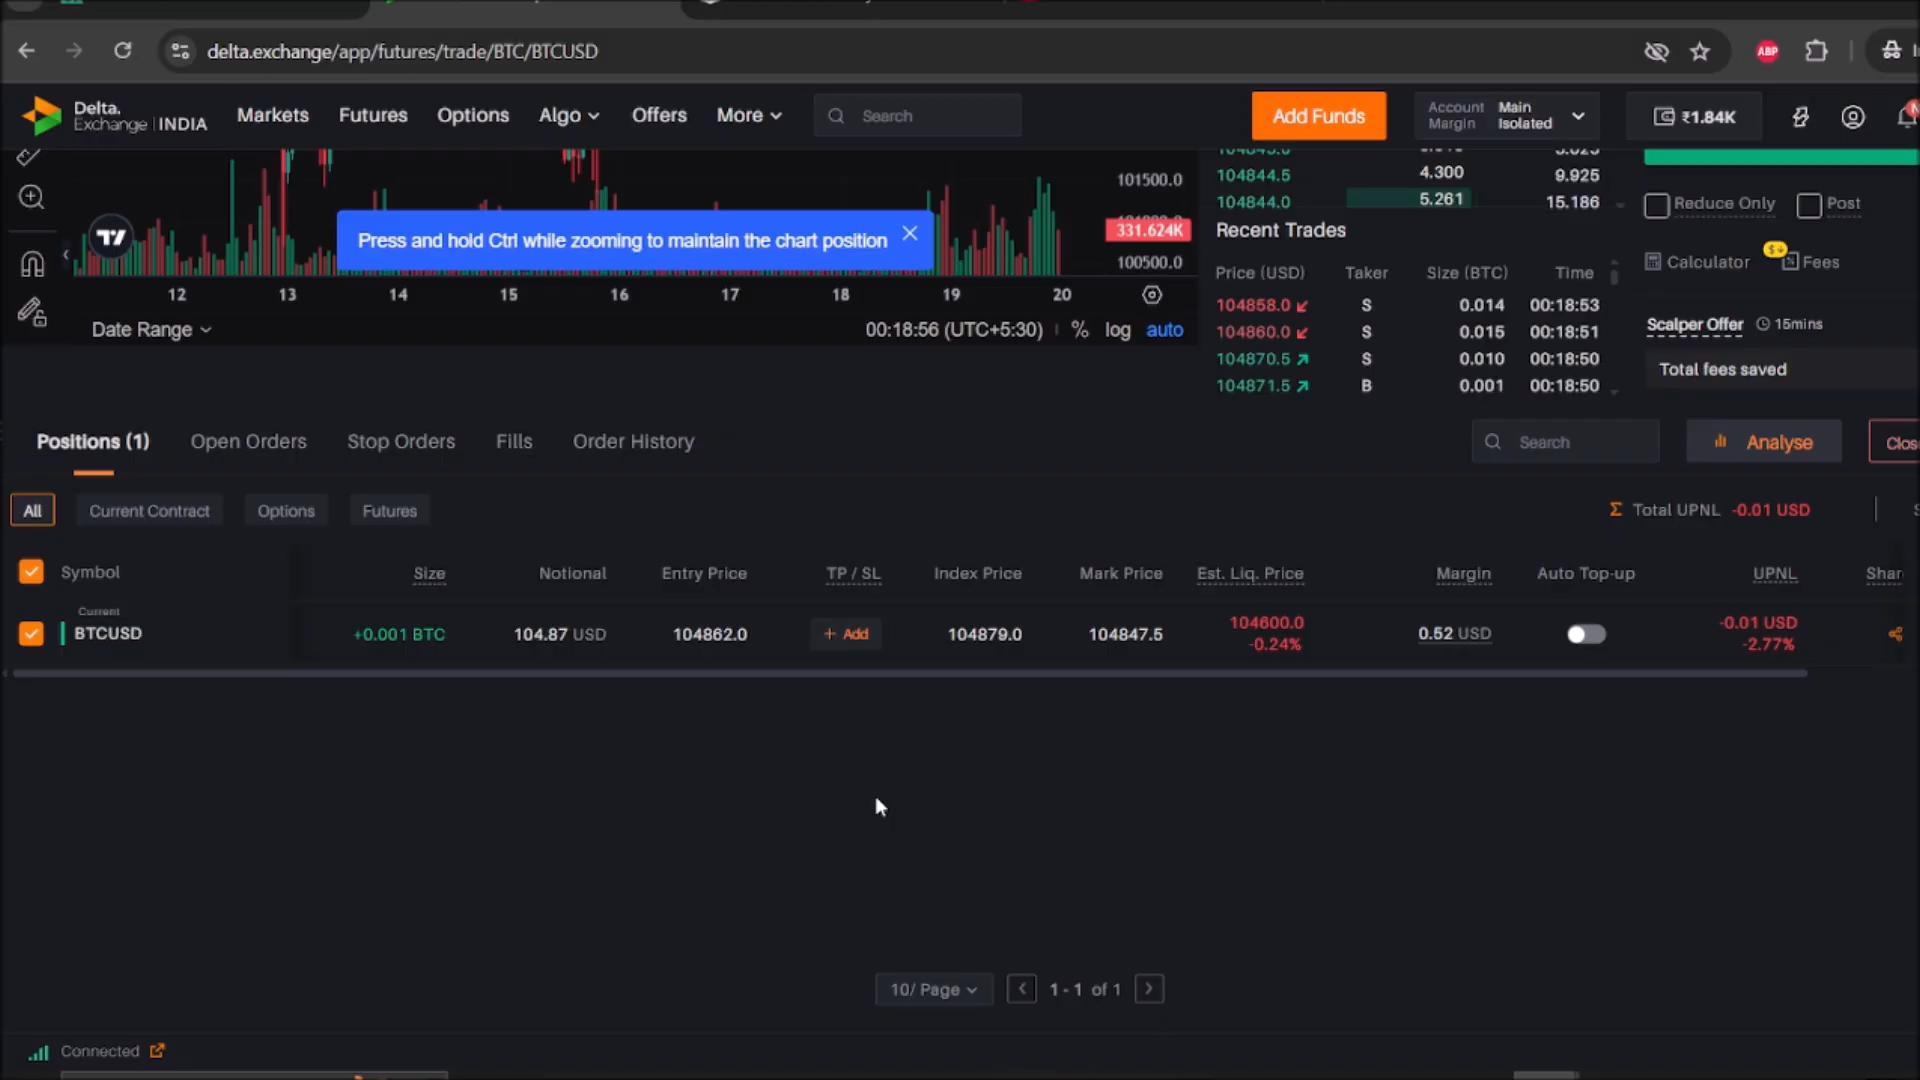 delta.exchange/app/futures/trade/BTC/BTCUSD
ABP
Delta.
Exchange | INDIA
Markets
Futures
Options
Algo
Offers
More
Search
Add Funds
Account Main
Margin Isolated
₹1.84K
101500.0
331.624K
100500.0
Press and hold Ctrl while zooming to maintain the chart position
12 13 14 15 16 17 18 19 20
Date Range
00:18:56 (UTC+5:30) % log auto
104844.5 4.300 9.925
104844.0 5.261 15.186
Recent Trades
Price (USD) Taker Size (BTC) Time
104858.0 S 0.014 00:18:53
104860.0 S 0.015 00:18:51
104870.5 S 0.010 00:18:50
104871.5 B 0.001 00:18:50
Reduce Only Post
Calculator Fees
Scalper Offer 15mins
Total fees saved
Positions (1) Open Orders Stop Orders Fills Order History
Search Analyse Clos
All Current Contract Options Futures
Σ Total UPNL -0.01 USD
Symbol Size Notional Entry Price TP / SL Index Price Mark Price Est. Liq. Price Margin Auto Top-up UPNL Shar
Current
BTCUSD +0.001 BTC 104.87 USD 104862.0 + Add 104879.0 104847.5 104600.0 0.52 USD -0.01 USD
-0.24% -2.77%
10/ Page 1 - 1 of 1
Connected